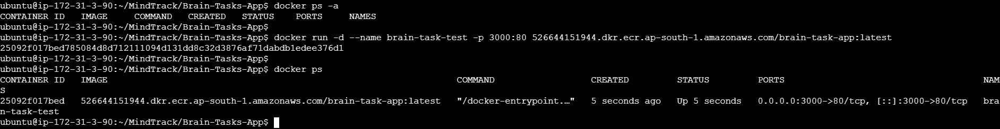 ubuntu@ip-172-31-3-90:~/MindTrack/Brain-Tasks-App$ docker ps -a
CONTAINER ID   IMAGE     COMMAND   CREATED   STATUS    PORTS     NAMES
ubuntu@ip-172-31-3-90:~/MindTrack/Brain-Tasks-App$
ubuntu@ip-172-31-3-90:~/MindTrack/Brain-Tasks-App$ docker run -d --name brain-task-test -p 3000:80 526644151944.dkr.ecr.ap-south-1.amazonaws.com/brain-task-app:latest
25092f017bed785084d8d712111094d131dd8c32d3876af71dabdb1edee376d1
ubuntu@ip-172-31-3-90:~/MindTrack/Brain-Tasks-App$
ubuntu@ip-172-31-3-90:~/MindTrack/Brain-Tasks-App$ docker ps
CONTAINER ID   IMAGE                                                                  COMMAND                  CREATED         STATUS         PORTS                                     NAM
S
25092f017bed   526644151944.dkr.ecr.ap-south-1.amazonaws.com/brain-task-app:latest   "/docker-entrypoint.…"   5 seconds ago   Up 5 seconds   0.0.0.0:3000->80/tcp, [::]:3000->80/tcp   bra
n-task-test
ubuntu@ip-172-31-3-90:~/MindTrack/Brain-Tasks-App$